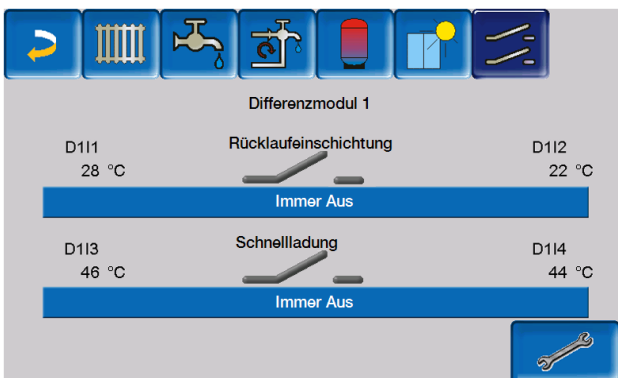 Differenzmodul 1
D1I1 Rücklaufeinschichtung D1I2
28 °C 22 °C
Immer Aus
D1I3 Schnellladung D1I4
46 °C 44 °C
Immer Aus